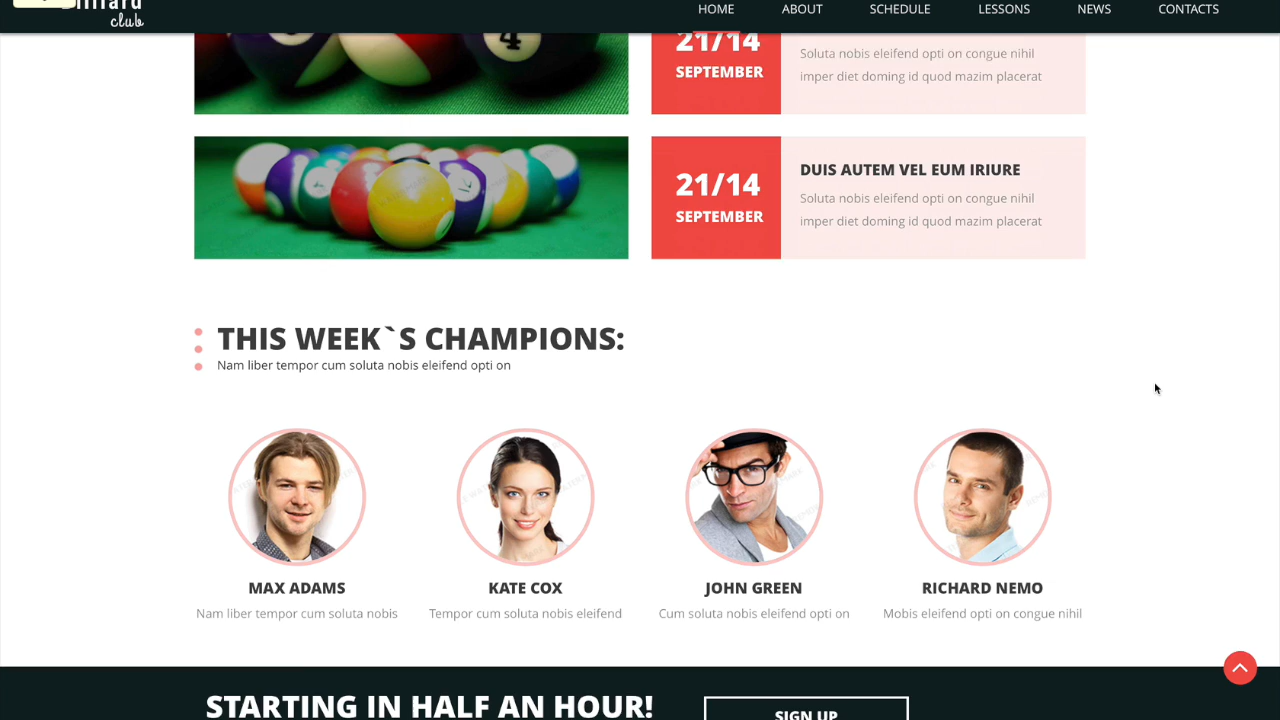 club
HOME ABOUT SCHEDULE LESSONS NEWS CONTACTS
4
21/14
SEPTEMBER
Soluta nobis eleifend opti on congue nihil
imper diet doming id quod mazim placerat
21/14
SEPTEMBER
DUIS AUTEM VEL EUM IRIURE
Soluta nobis eleifend opti on congue nihil
imper diet doming id quod mazim placerat
THIS WEEK`S CHAMPIONS:
Nam liber tempor cum soluta nobis eleifend opti on
MAX ADAMS
Nam liber tempor cum soluta nobis
KATE COX
Tempor cum soluta nobis eleifend
JOHN GREEN
Cum soluta nobis eleifend opti on
RICHARD NEMO
Mobis eleifend opti on congue nihil
STARTING IN HALF AN HOUR!
SIGN UP